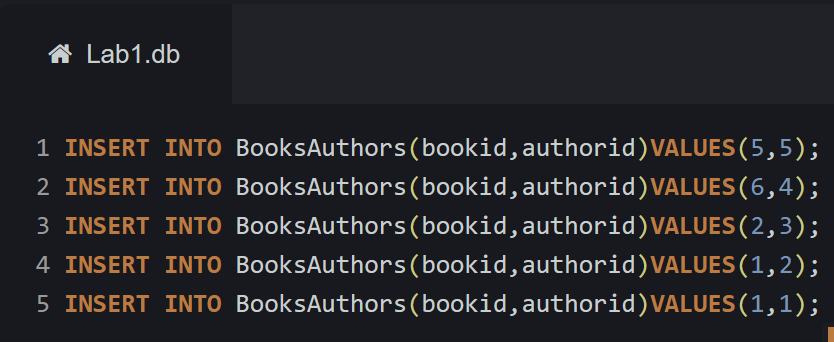 Lab1.db
1 INSERT INTO BooksAuthors(bookid,authorid)VALUES(5,5);
2 INSERT INTO BooksAuthors(bookid,authorid)VALUES(6,4);
3 INSERT INTO BooksAuthors(bookid,authorid)VALUES(2,3);
4 INSERT INTO BooksAuthors(bookid,authorid)VALUES(1,2);
5 INSERT INTO BooksAuthors(bookid,authorid)VALUES(1,1);